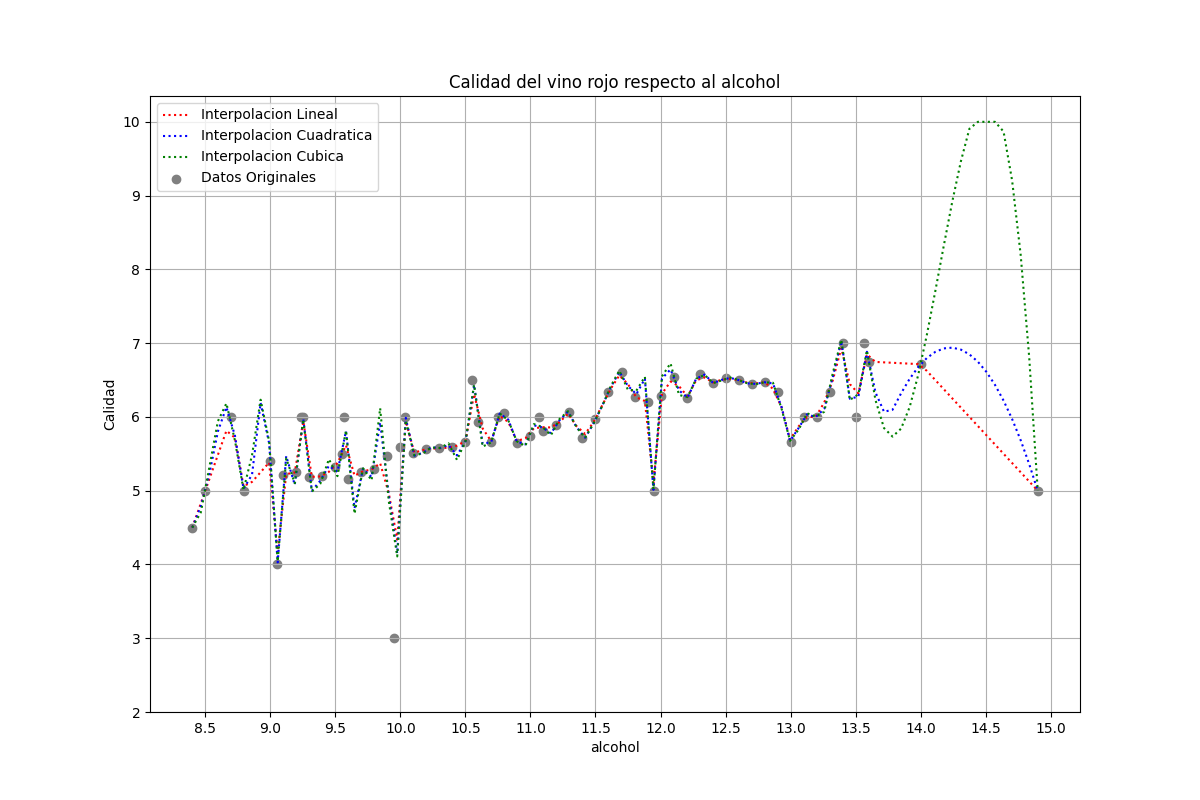 Calidad del vino rojo respecto al alcohol
Interpolacion Lineal
Interpolacion Cuadratica
Interpolacion Cubica
Datos Originales
Calidad
10
9
8
7
6
5
4
3
2
8.5 9.0 9.5 10.0 10.5 11.0 11.5 12.0 12.5 13.0 13.5 14.0 14.5 15.0
alcohol